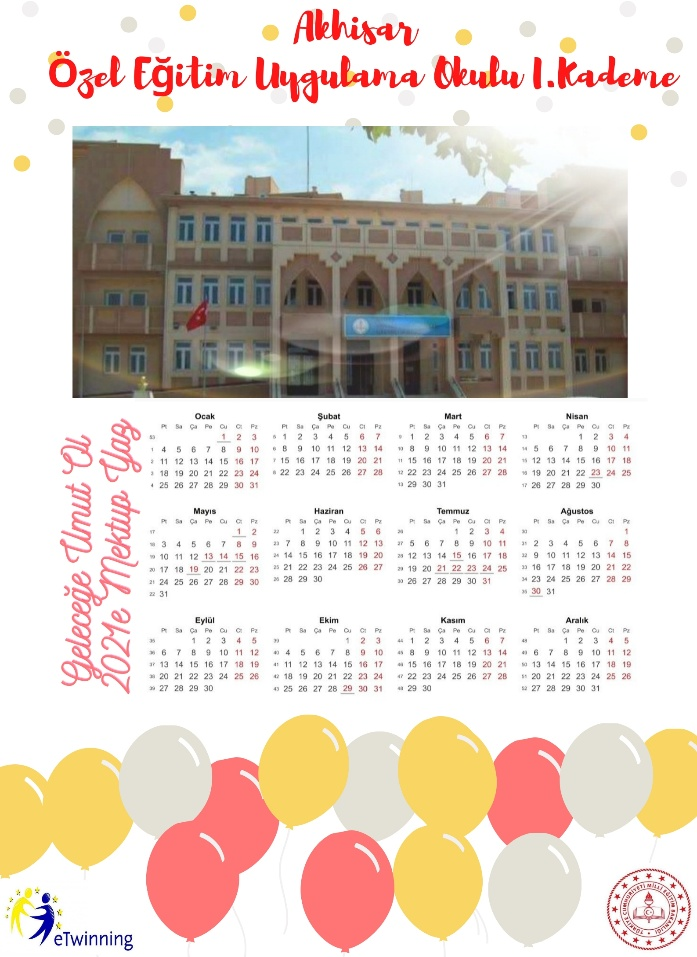 Akhisar
Özel Eğitim Uygulama Okulu I.Kademe
Geleceğe Umut Ol
2021e Mektup Yaz
Ocak
Pt Sa Ça Pe Cu Ct Pz
53 1 2 3
1 4 5 6 7 8 9 10
2 11 12 13 14 15 16 17
3 18 19 20 21 22 23 24
4 25 26 27 28 29 30 31
Şubat
Pt Sa Ça Pe Cu Ct Pz
5 1 2 3 4 5 6 7
6 8 9 10 11 12 13 14
7 15 16 17 18 19 20 21
8 22 23 24 25 26 27 28
Mart
Pt Sa Ça Pe Cu Ct Pz
9 1 2 3 4 5 6 7
10 8 9 10 11 12 13 14
11 15 16 17 18 19 20 21
12 22 23 24 25 26 27 28
13 29 30 31
Nisan
Pt Sa Ça Pe Cu Ct Pz
13 1 2 3 4
14 5 6 7 8 9 10 11
15 12 13 14 15 16 17 18
16 19 20 21 22 23 24 25
17 26 27 28 29 30
Mayıs
Pt Sa Ça Pe Cu Ct Pz
17 1 2
18 3 4 5 6 7 8 9
19 10 11 12 13 14 15 16
20 17 18 19 20 21 22 23
21 24 25 26 27 28 29 30
22 31
Haziran
Pt Sa Ça Pe Cu Ct Pz
22 1 2 3 4 5 6
23 7 8 9 10 11 12 13
24 14 15 16 17 18 19 20
25 21 22 23 24 25 26 27
26 28 29 30
Temmuz
Pt Sa Ça Pe Cu Ct Pz
26 1 2 3 4
27 5 6 7 8 9 10 11
28 12 13 14 15 16 17 18
29 19 20 21 22 23 24 25
30 26 27 28 29 30 31
Ağustos
Pt Sa Ça Pe Cu Ct Pz
30 1
31 2 3 4 5 6 7 8
32 9 10 11 12 13 14 15
33 16 17 18 19 20 21 22
34 23 24 25 26 27 28 29
35 30 31
Eylül
Pt Sa Ça Pe Cu Ct Pz
35 1 2 3 4 5
36 6 7 8 9 10 11 12
37 13 14 15 16 17 18 19
38 20 21 22 23 24 25 26
39 27 28 29 30
Ekim
Pt Sa Ça Pe Cu Ct Pz
39 1 2 3
40 4 5 6 7 8 9 10
41 11 12 13 14 15 16 17
42 18 19 20 21 22 23 24
43 25 26 27 28 29 30 31
Kasım
Pt Sa Ça Pe Cu Ct Pz
44 1 2 3 4 5 6 7
45 8 9 10 11 12 13 14
46 15 16 17 18 19 20 21
47 22 23 24 25 26 27 28
48 29 30
Aralık
Pt Sa Ça Pe Cu Ct Pz
48 1 2 3 4 5
49 6 7 8 9 10 11 12
50 13 14 15 16 17 18 19
51 20 21 22 23 24 25 26
52 27 28 29 30 31
eTwinning
TÜRKİYE CUMHURİYETİ MİLLÎ EĞİTİM BAKANLIĞI